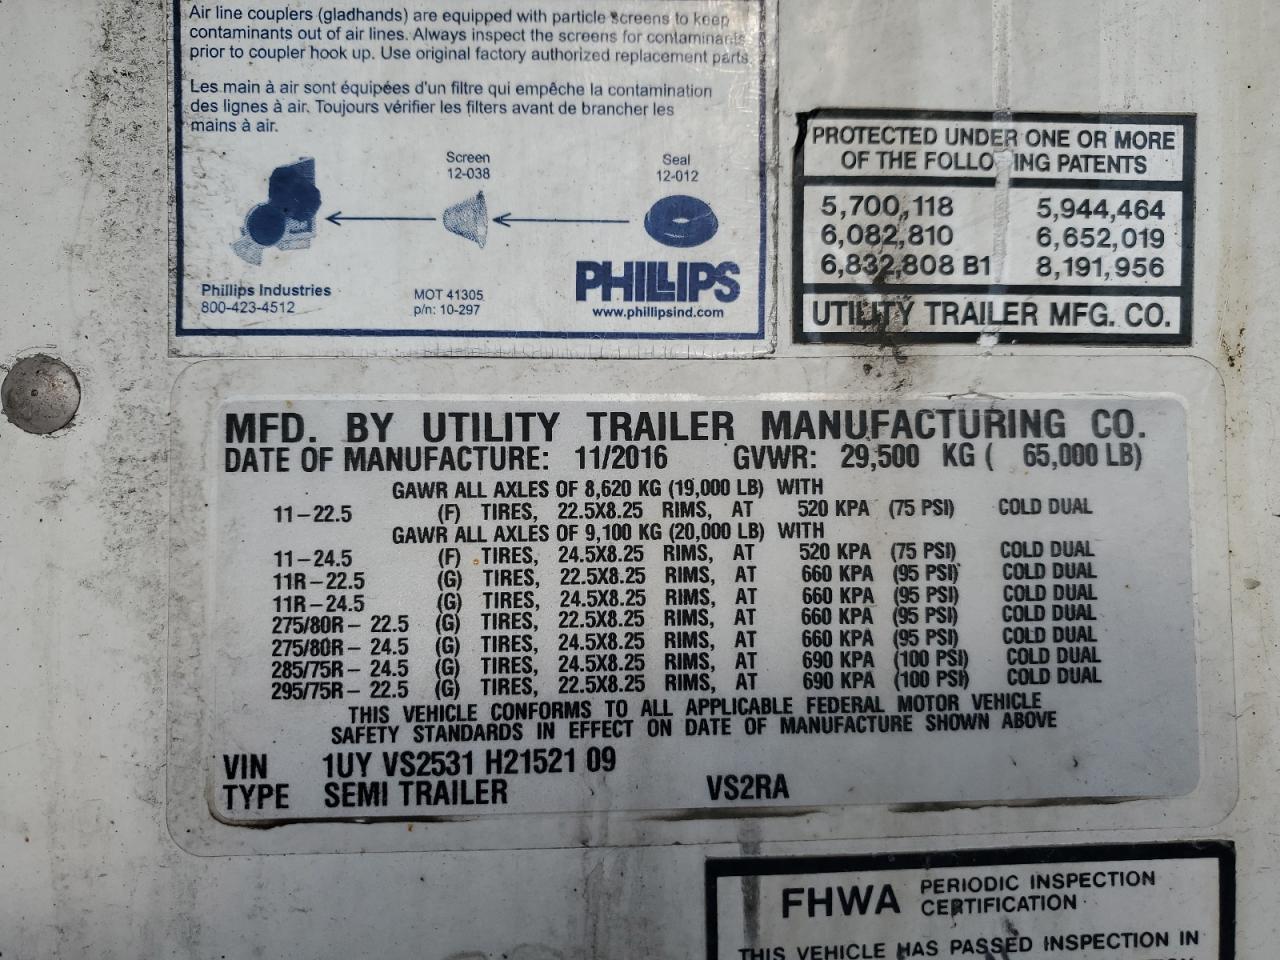 Air line couplers (gladhands) are equipped with particle screens to keep
contaminants out of air lines. Always inspect the screens for contaminants
prior to coupler hook up. Use original factory authorized replacement parts.
Les main à air sont équipées d'un filtre qui empêche la contamination
des lignes à air. Toujours vérifier les filters avant de brancher les
mains à air.
Screen
12-038
Seal
12-012
Phillips Industries
800-423-4512
MOT 41305
p/n: 10-297
PHILLIPS
www.phillipsind.com
PROTECTED UNDER ONE OR MORE
OF THE FOLLOWING PATENTS
5,700,118 5,944,464
6,082,810 6,652,019
6,832,808 B1 8,191,956
UTILITY TRAILER MFG. CO.
MFD. BY UTILITY TRAILER MANUFACTURING CO.
DATE OF MANUFACTURE: 11/2016 GVWR: 29,500 KG ( 65,000 LB)
GAWR ALL AXLES OF 8,620 KG (19,000 LB) WITH
11-22.5 (F) TIRES, 22.5X8.25 RIMS, AT 520 KPA (75 PSI) COLD DUAL
GAWR ALL AXLES OF 9,100 KG (20,000 LB) WITH
11-24.5 (F) TIRES, 24.5X8.25 RIMS, AT 520 KPA (75 PSI) COLD DUAL
11R-22.5 (G) TIRES, 22.5X8.25 RIMS, AT 660 KPA (95 PSI) COLD DUAL
11R-24.5 (G) TIRES, 24.5X8.25 RIMS, AT 660 KPA (95 PSI) COLD DUAL
275/80R-22.5 (G) TIRES, 22.5X8.25 RIMS, AT 660 KPA (95 PSI) COLD DUAL
275/80R-24.5 (G) TIRES, 24.5X8.25 RIMS, AT 660 KPA (95 PSI) COLD DUAL
285/75R-24.5 (G) TIRES, 24.5X8.25 RIMS, AT 690 KPA (100 PSI) COLD DUAL
295/75R-22.5 (G) TIRES, 22.5X8.25 RIMS, AT 690 KPA (100 PSI) COLD DUAL
THIS VEHICLE CONFORMS TO ALL APPLICABLE FEDERAL MOTOR VEHICLE
SAFETY STANDARDS IN EFFECT ON DATE OF MANUFACTURE SHOWN ABOVE
VIN 1UY VS2531 H21521 09
TYPE SEMI TRAILER VS2RA
FHWA PERIODIC INSPECTION
CERTIFICATION
THIS VEHICLE HAS PASSED INSPECTION IN